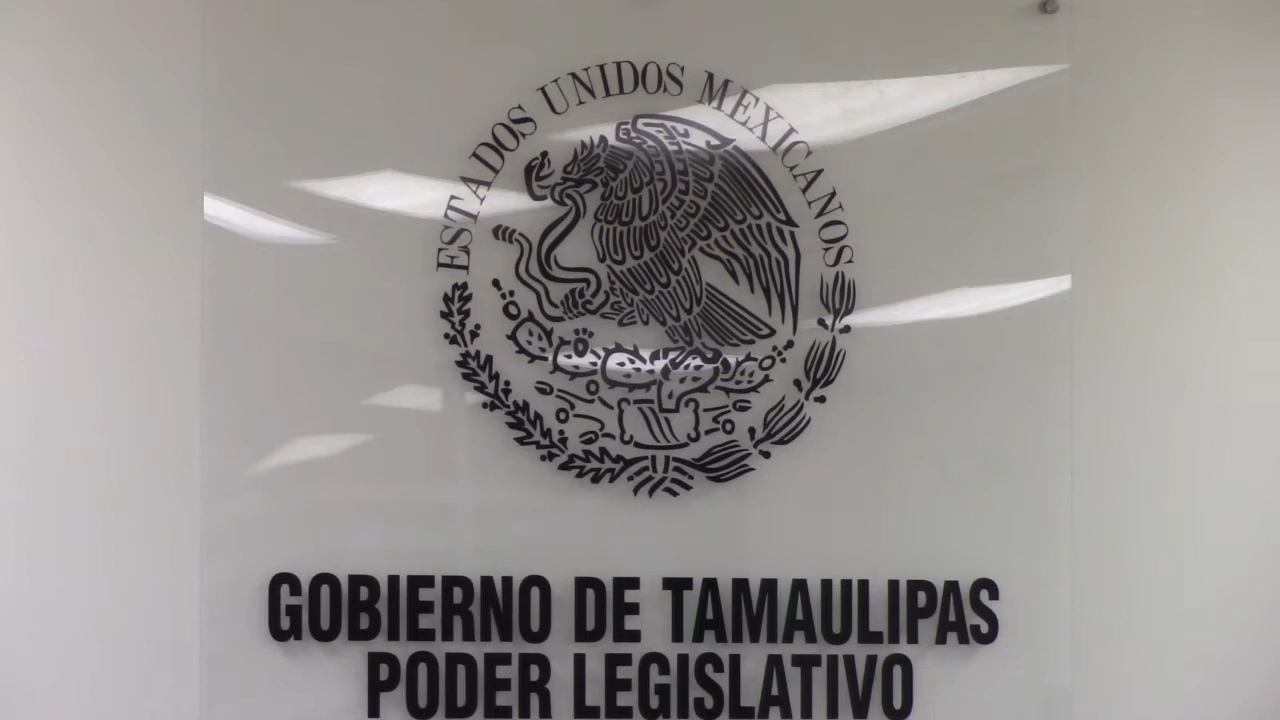 ESTADOS UNIDOS MEXICANOS
GOBIERNO DE TAMAULIPAS
PODER LEGISLATIVO